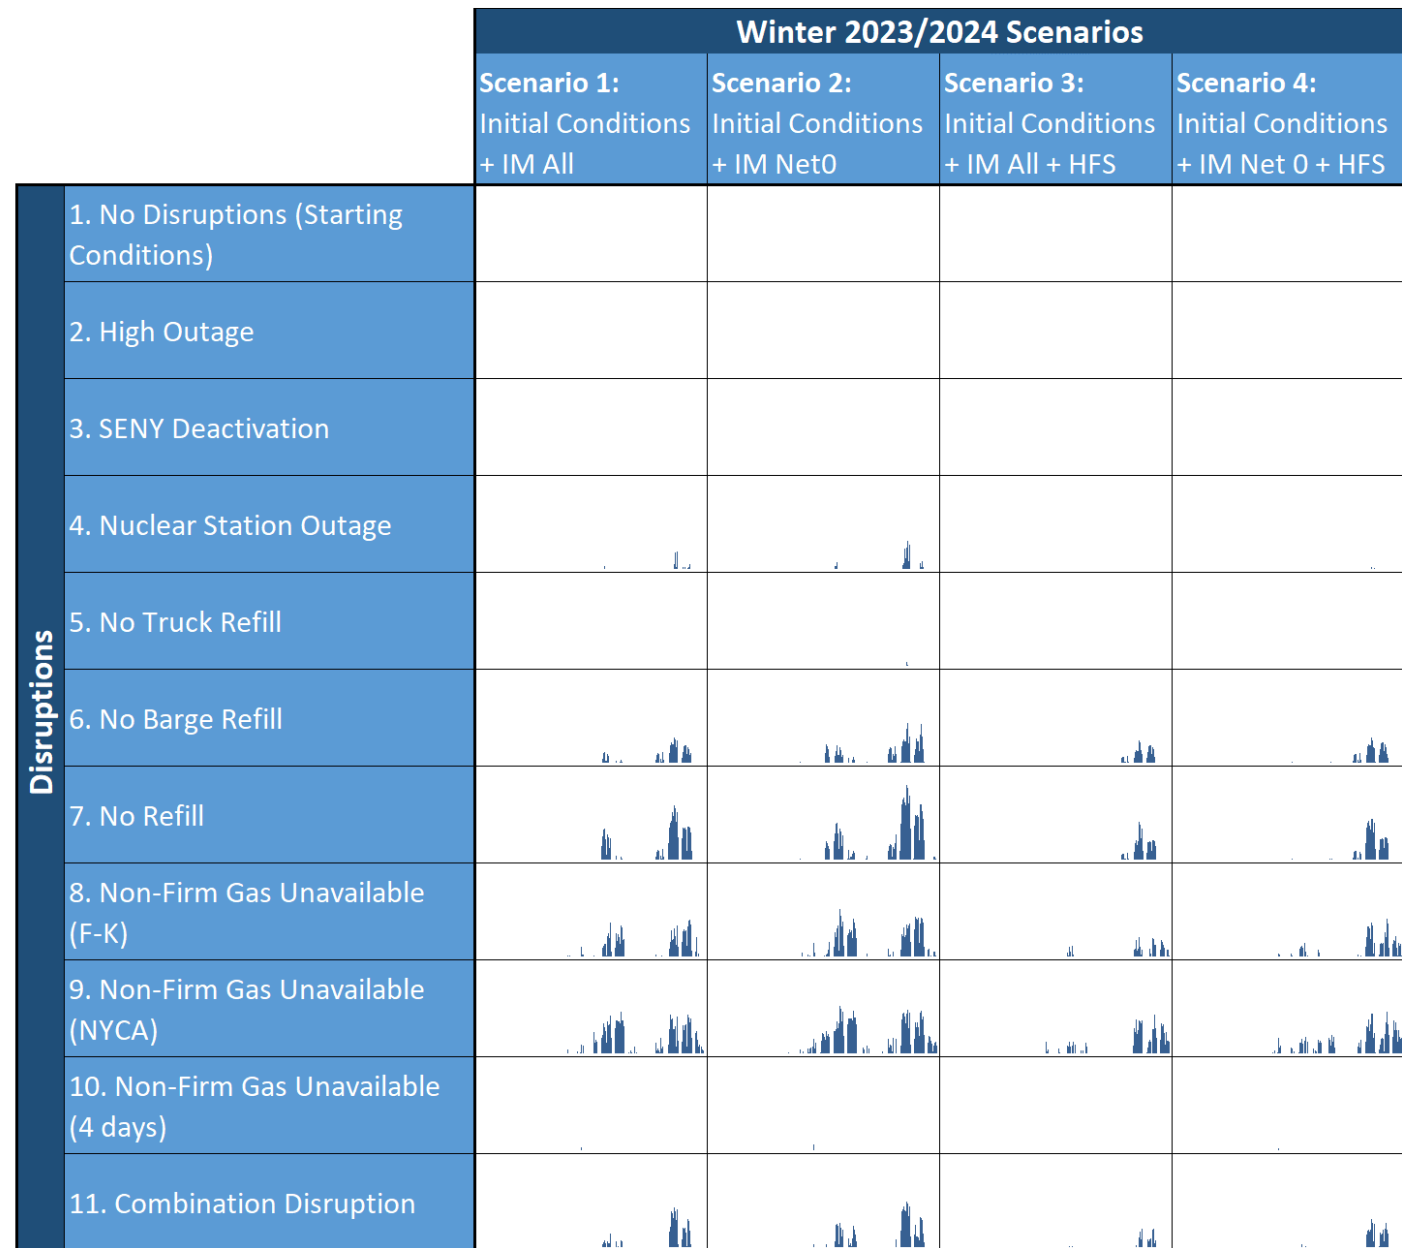 Winter 2023/2024 Scenarios
Scenario 1:
Initial Conditions
+ IM All
Scenario 2:
Initial Conditions
+ IM Net0
Scenario 3:
Initial Conditions
+ IM All + HFS
Scenario 4:
Initial Conditions
+ IM Net 0 + HFS
Disruptions
1. No Disruptions (Starting
Conditions)
2. High Outage
3. SENY Deactivation
4. Nuclear Station Outage
5. No Truck Refill
6. No Barge Refill
7. No Refill
8. Non-Firm Gas Unavailable
(F-K)
9. Non-Firm Gas Unavailable
(NYCA)
10. Non-Firm Gas Unavailable
(4 days)
11. Combination Disruption